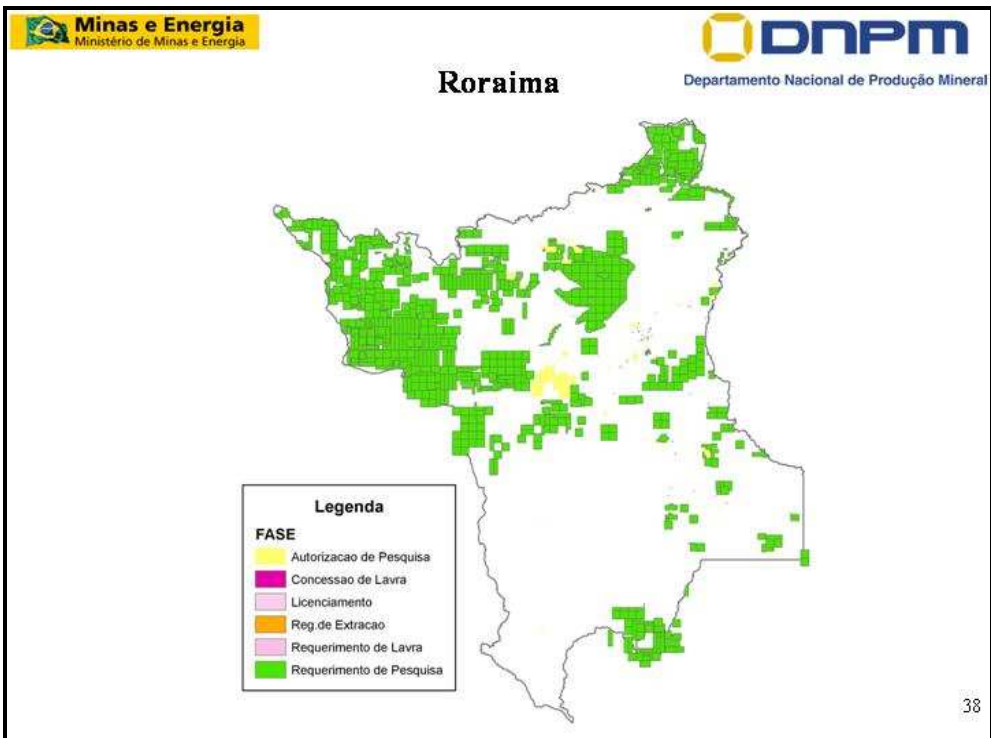 Minas e Energia
Ministério de Minas e Energia
DNPM
Departamento Nacional de Produção Mineral
Roraima
Legenda
FASE
Autorizacao de Pesquisa
Concessao de Lavra
Licenciamento
Reg.de Extracao
Requerimento de Lavra
Requerimento de Pesquisa
38